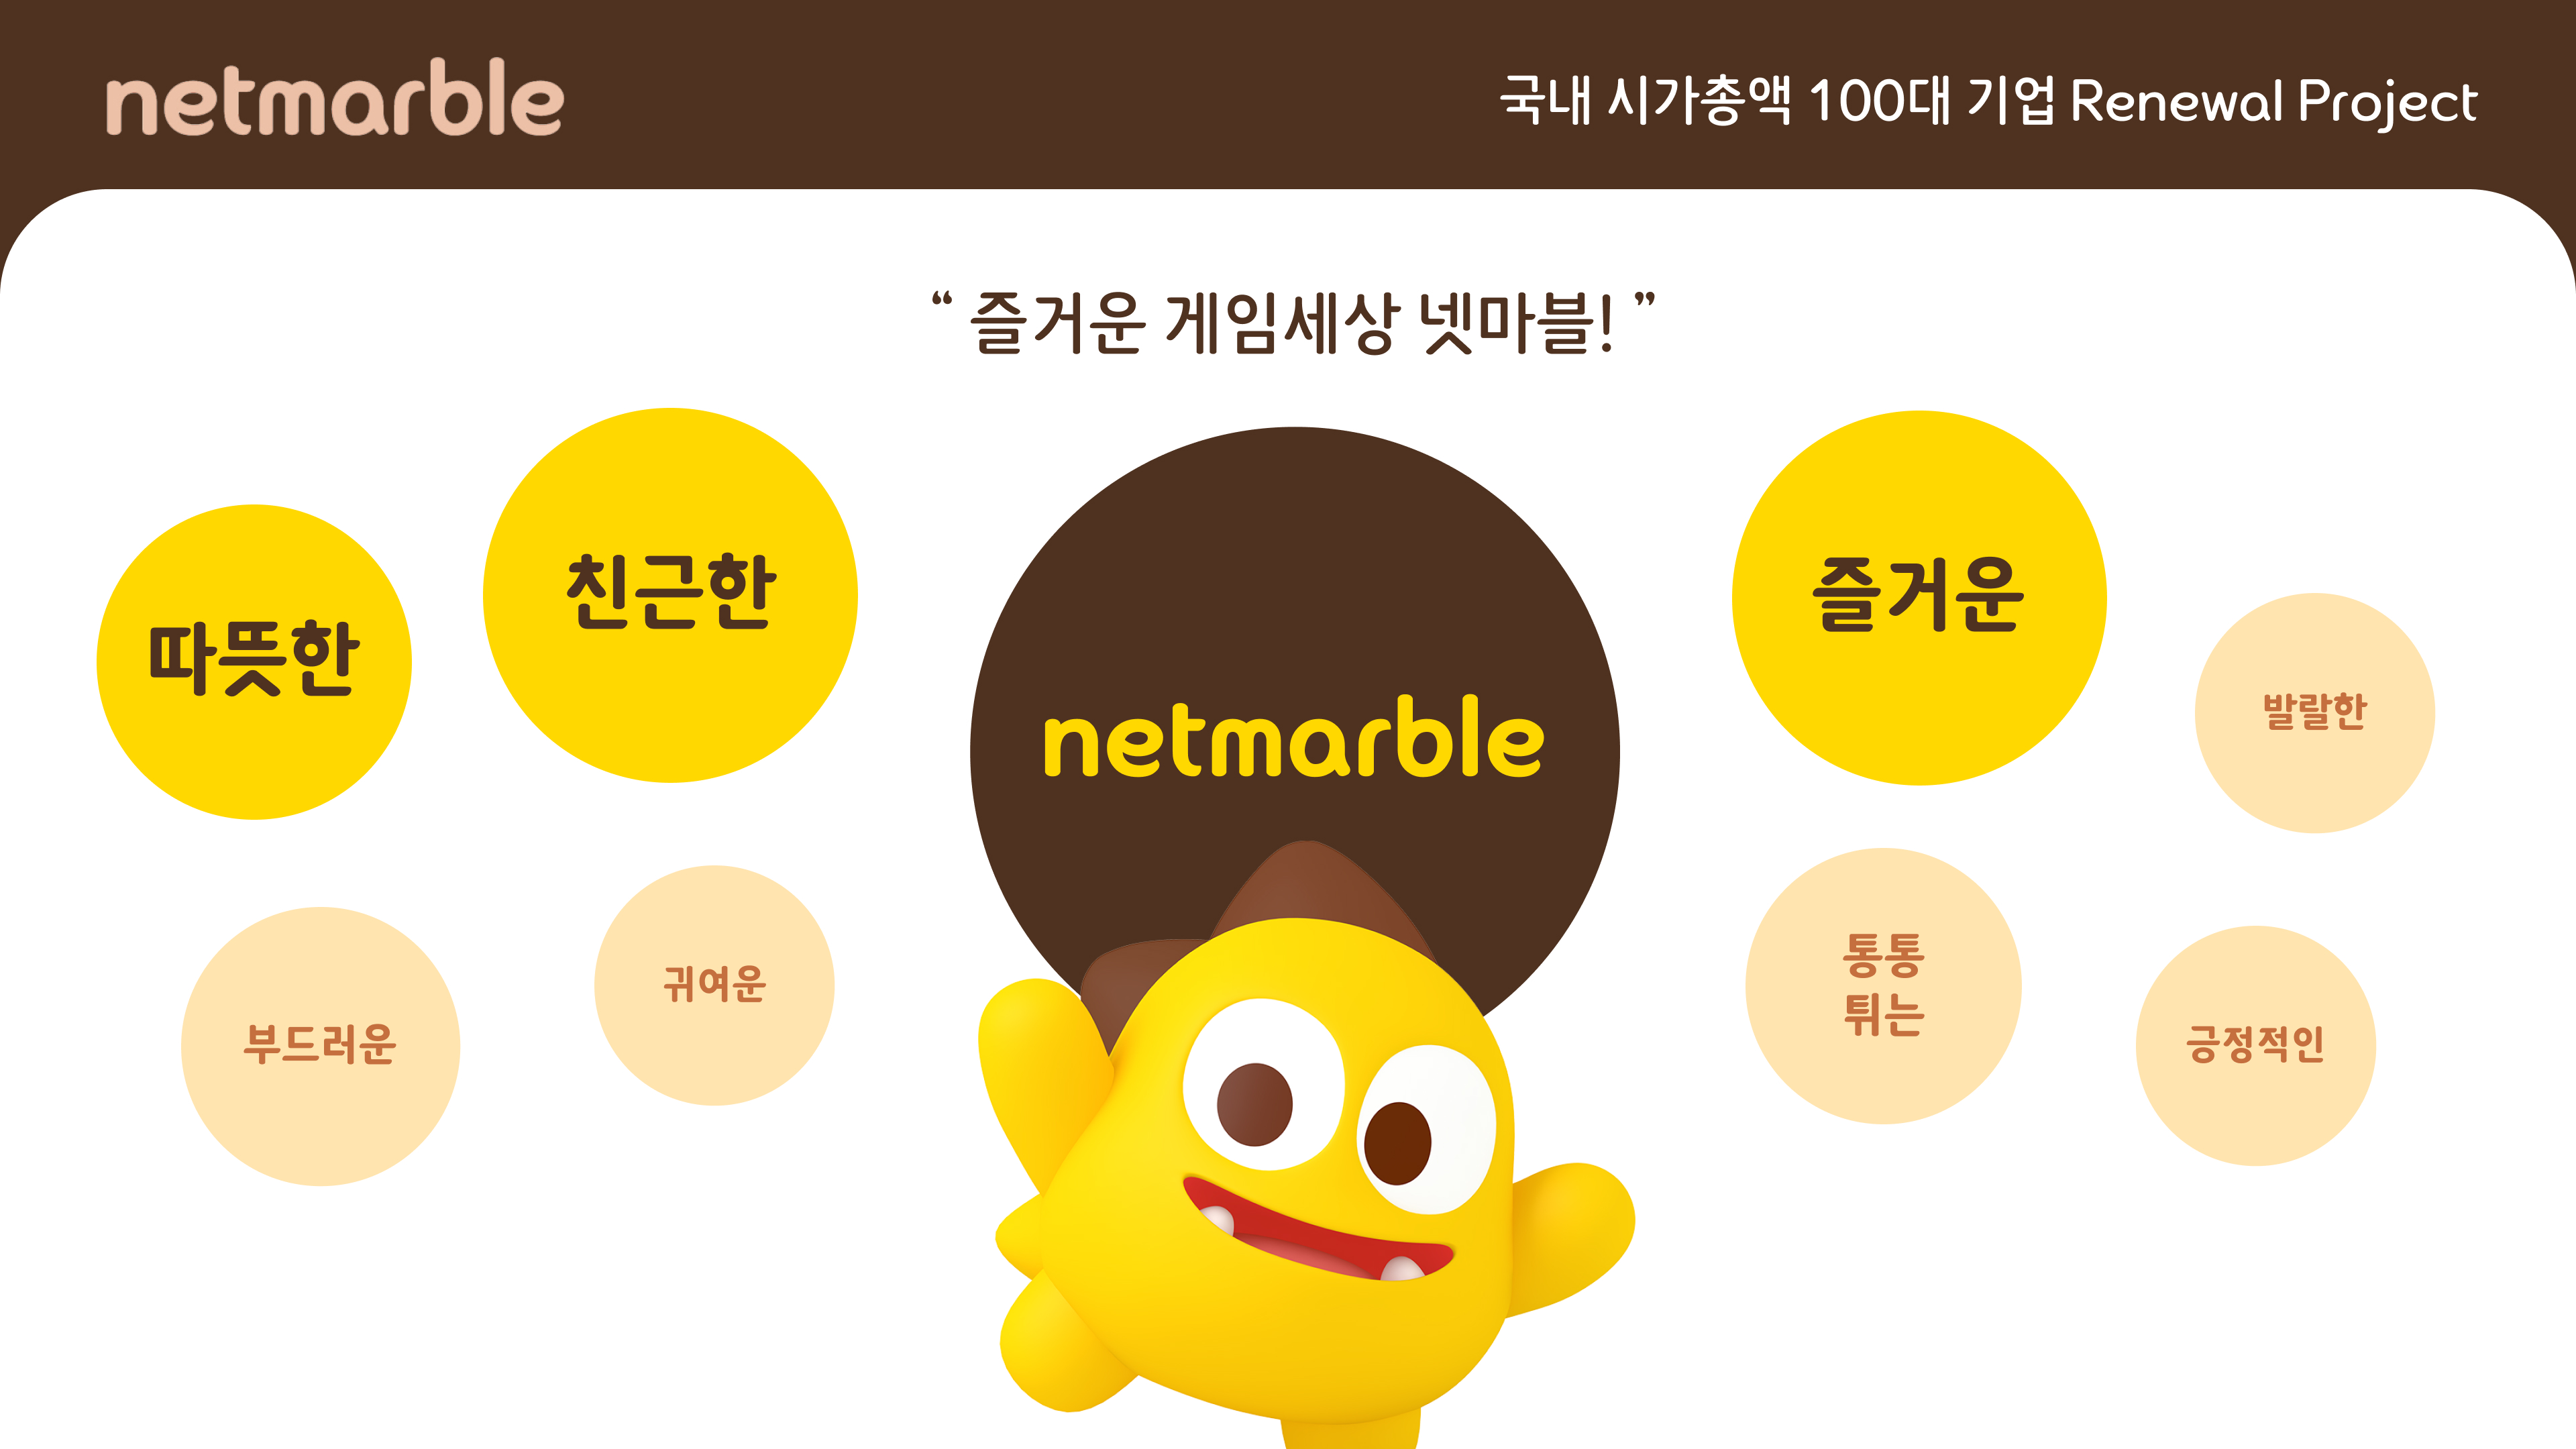 netmarble
국내 시가총액 100대 기업 Renewal Project
“ 즐거운 게임세상 넷마블! ”
따뜻한
친근한
netmarble
즐거운
발랄한
부드러운
귀여운
통통
튀는
긍정적인